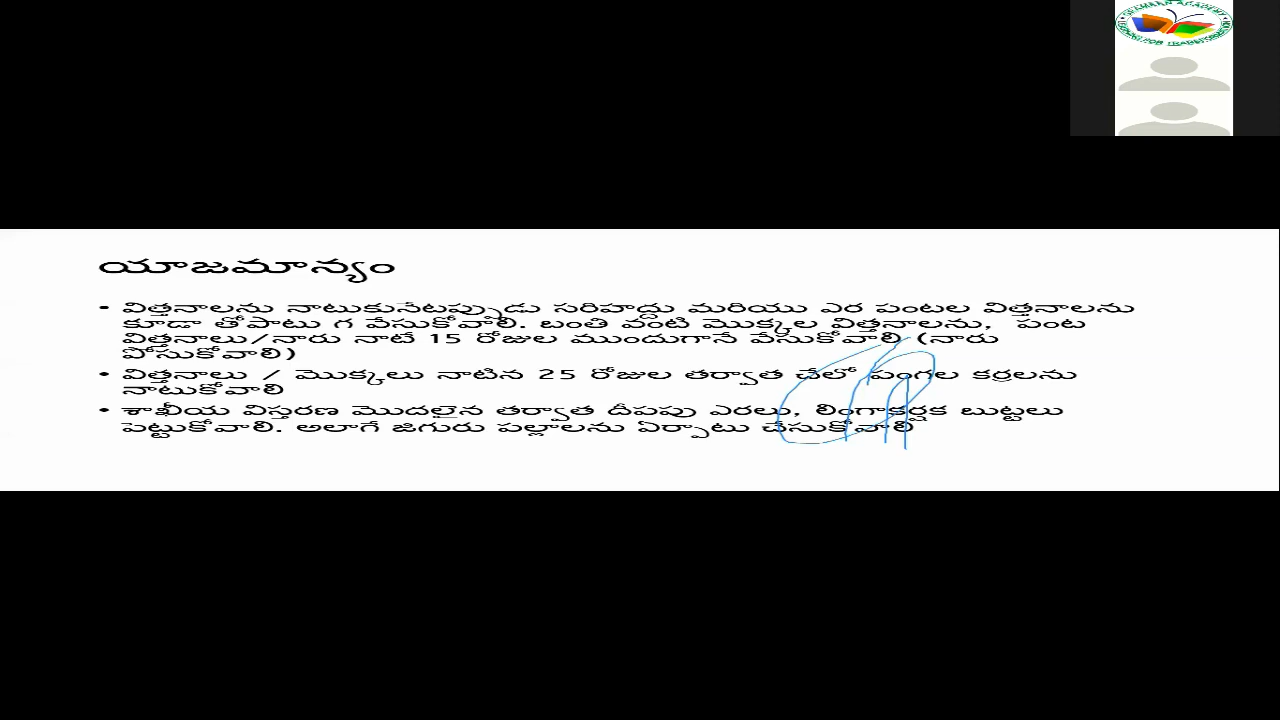 యాజమాన్యం
• విత్తనాలను నాటుకునేటప్పుడు సరిహద్దు మరియు ఎర పంటల విత్తనాలను
కూడా తోపాటు గ వేసుకోవాలి. బంతి వంటి మొక్కల విత్తనాలను, పంట
విత్తనాలు/నారు నాటే 15 రోజుల ముందుగానే వేసుకోవాలి (నారు
పోసుకోవాలి)
• విత్తనాలు / మొక్కలు నాటిన 25 రోజుల తర్వాత చేలో పంగల కర్రలను
నాటుకోవాలి
• శాఖీయ విస్తరణ మొదలైన తర్వాత దీపపు ఎరలు, లింగాకర్షక బుట్టలు
పెట్టుకోవాలి. అలాగే జిగురు పల్లాలను ఏర్పాటు చేసుకోవాలి